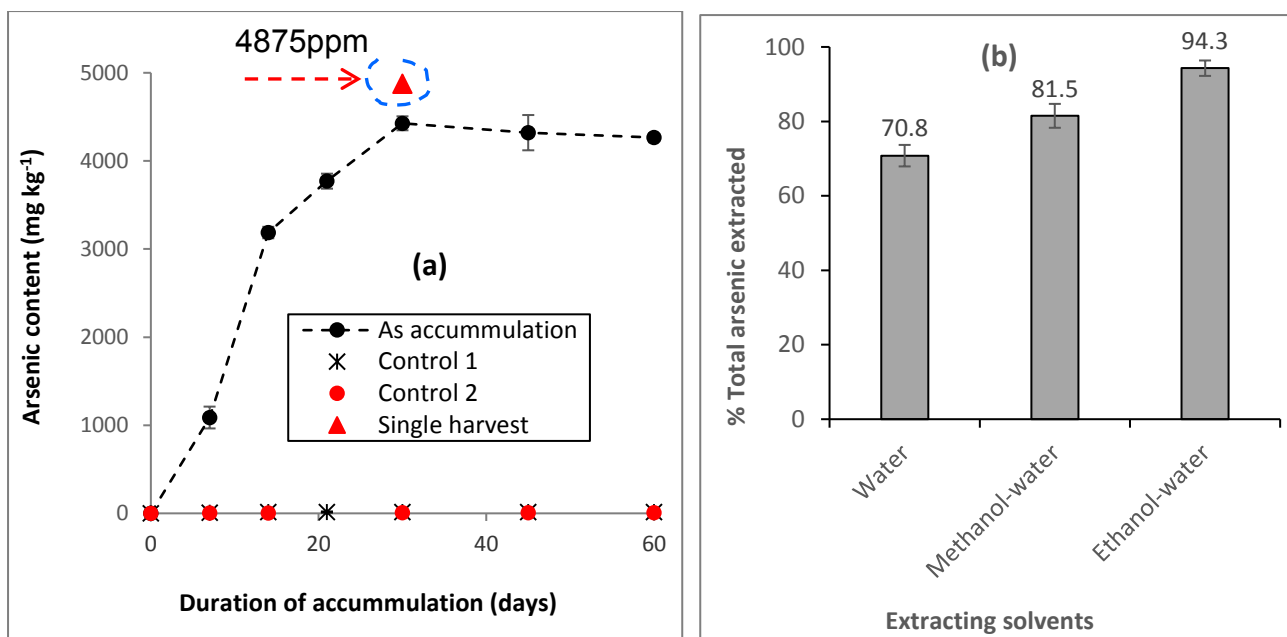 4875ppm
5000
4000
3000
2000
1000
0
0
20
40
60
Arsenic content (mg kg⁻¹)
(a)
As accummulation
Control 1
Control 2
Single harvest
Duration of accummulation (days)
(b)
100
80
60
40
20
0
% Total arsenic extracted
70.8
81.5
94.3
Water
Methanol-water
Ethanol-water
Extracting solvents